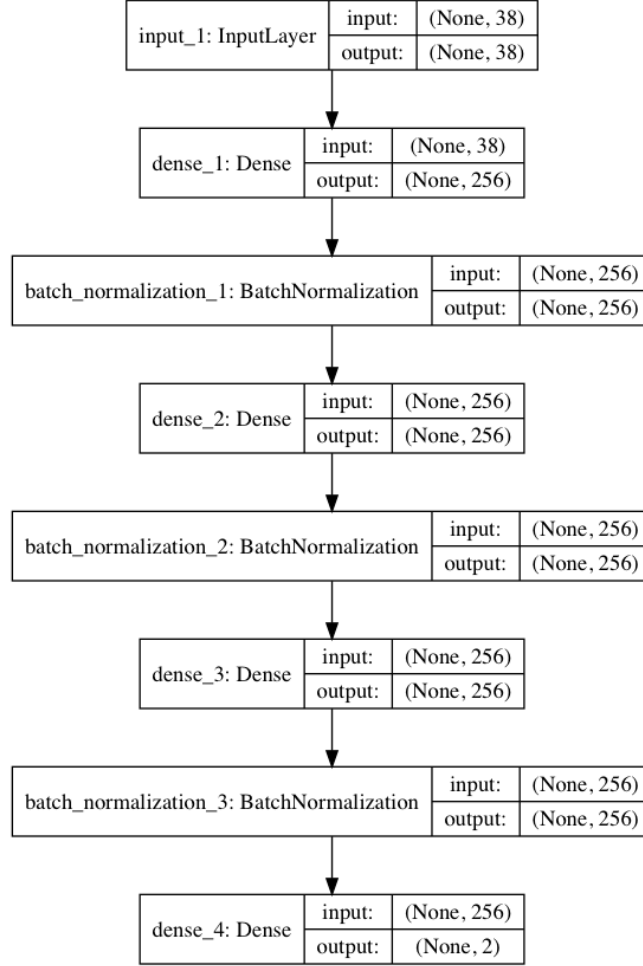 input_1: InputLayer
input: (None, 38)
output: (None, 38)
dense_1: Dense
input: (None, 38)
output: (None, 256)
batch_normalization_1: BatchNormalization
input: (None, 256)
output: (None, 256)
dense_2: Dense
input: (None, 256)
output: (None, 256)
batch_normalization_2: BatchNormalization
input: (None, 256)
output: (None, 256)
dense_3: Dense
input: (None, 256)
output: (None, 256)
batch_normalization_3: BatchNormalization
input: (None, 256)
output: (None, 256)
dense_4: Dense
input: (None, 256)
output: (None, 2)